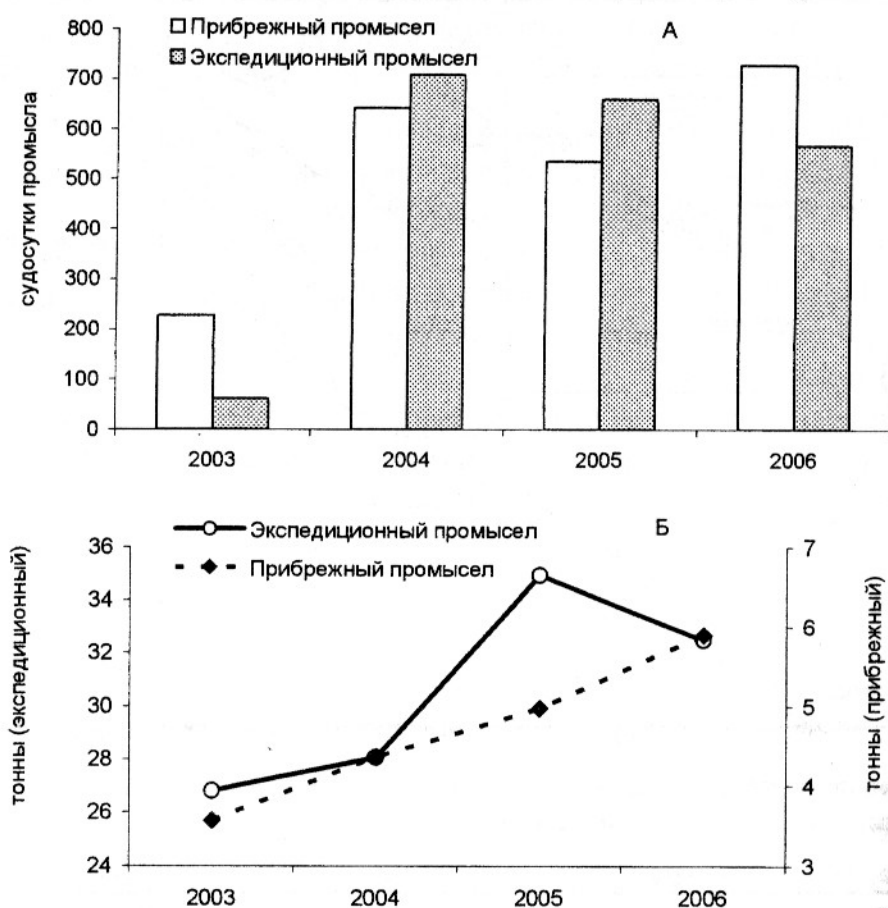 Прибрежный промысел
Экспедиционный промысел
А
судосутки промысла
800
700
600
500
400
300
200
100
0
2003 2004 2005 2006
Экспедиционный промысел
Прибрежный промысел
Б
тонны (экспедиционный)
36
34
32
30
28
26
24
тонны (прибрежный)
7
6
5
4
3
2003 2004 2005 2006